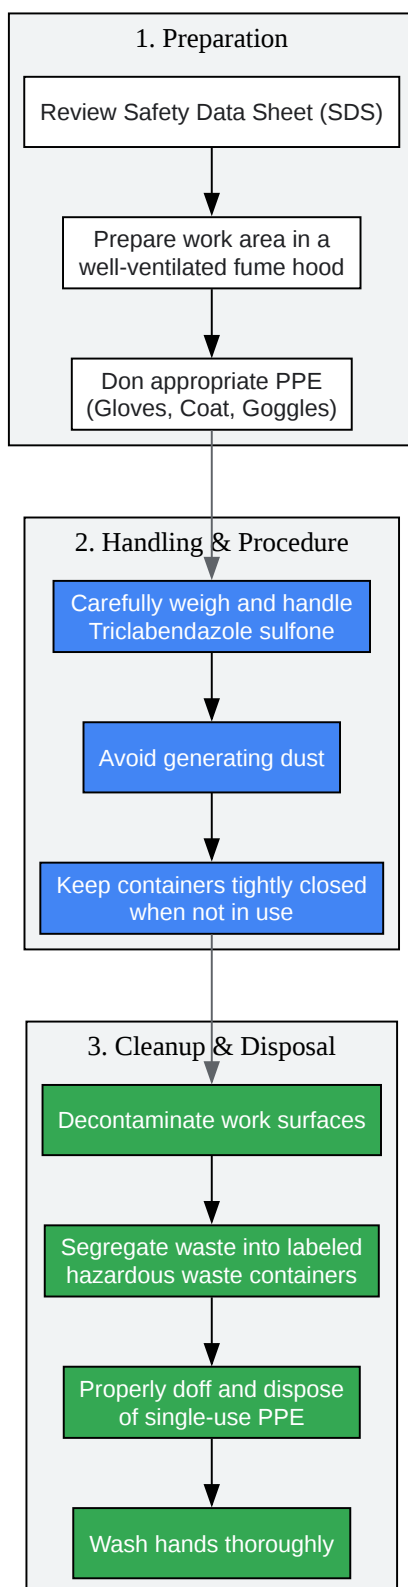 1. Preparation
Review Safety Data Sheet (SDS)
Prepare work area in a
well-ventilated fume hood
Don appropriate PPE
(Gloves, Coat, Goggles)
2. Handling & Procedure
Carefully weigh and handle
Triclabendazole sulfone
Avoid generating dust
Keep containers tightly closed
when not in use
3. Cleanup & Disposal
Decontaminate work surfaces
Segregate waste into labeled
hazardous waste containers
Properly doff and dispose
of single-use PPE
Wash hands thoroughly